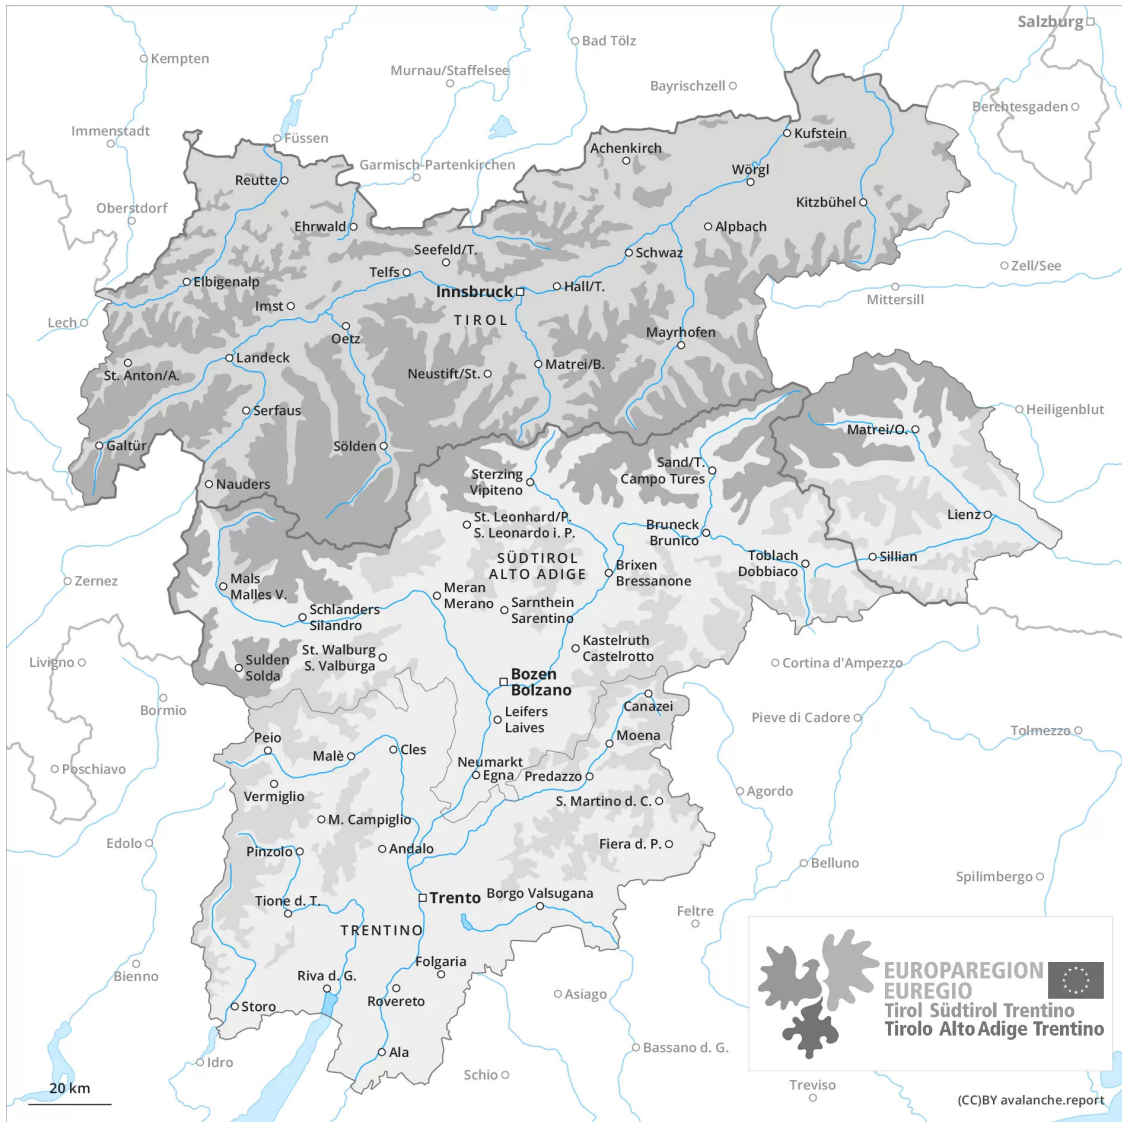 Salzburg
Bad Tölz
Kempten
Murnau/Staffelsee
Bayrischzell
Berchtesgaden
Immenstadt
Füssen
Kufstein
Achenkirch
Garmisch-Partenkirchen
Wörgl
Reutte
Oberstdorf
Kitzbühel
Ehrwald
Alpbach
Seefeld/T.
Schwaz
Telfs
Zell/See
Elbigenalp
Innsbruck
Hall/T.
Mittersill
Imst
TIROL
Lech
Oetz
Mayrhofen
Landeck
Matrei/B.
St. Anton/A.
Neustift/St.
Serfaus
Heiligenblut
Matrei/O.
Galtür
Sölden
Sand/T.
Campo Tures
Sterzing
Vipiteno
Nauders
St. Leonhard/P.
S. Leonardo i. P.
Lienz
Bruneck
Brunico
SÜDTIROL
ALTO ADIGE
Toblach
Dobbiaco
Sillian
Brixen
Bressanone
Zernez
Mals
Malles V.
Meran
Merano
Sarnthein
Sarentino
Schlanders
Silandro
Kastelruth
Castelrotto
St. Walburg
S. Valburga
Livigno
Sulden
Solda
Cortina d'Ampezzo
Bozen
Bolzano
Bormio
Canazei
Leifers
Laives
Pieve di Cadore
Tolmezzo
Peio
Moena
Cles
Malè
Neumarkt
Egna
Predazzo
Poschiavo
Vermiglio
Agordo
S. Martino d. C.
M. Campiglio
Edolo
Pinzolo
Andalo
Fiera d. P.
Belluno
Spilimbergo
Borgo Valsugana
Tione d. T.
Trento
Feltre
TRENTINO
Folgaria
Bienno
Riva d. G.
Rovereto
Asiago
Storo
EUROPAREGION
EUREGIO
Tirol Südtirol Trentino
Tirolo Alto Adige Trentino
Ala
Bassano d. G.
Idro
Schio
Treviso
20 km
(CC)BY avalanche.report